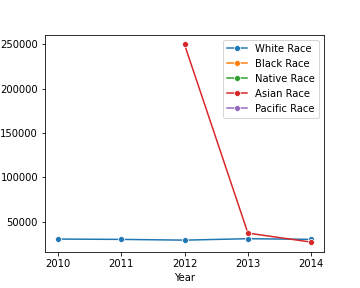 250000
200000
150000
100000
50000
2010 2011 2012 2013 2014
Year
White Race
Black Race
Native Race
Asian Race
Pacific Race